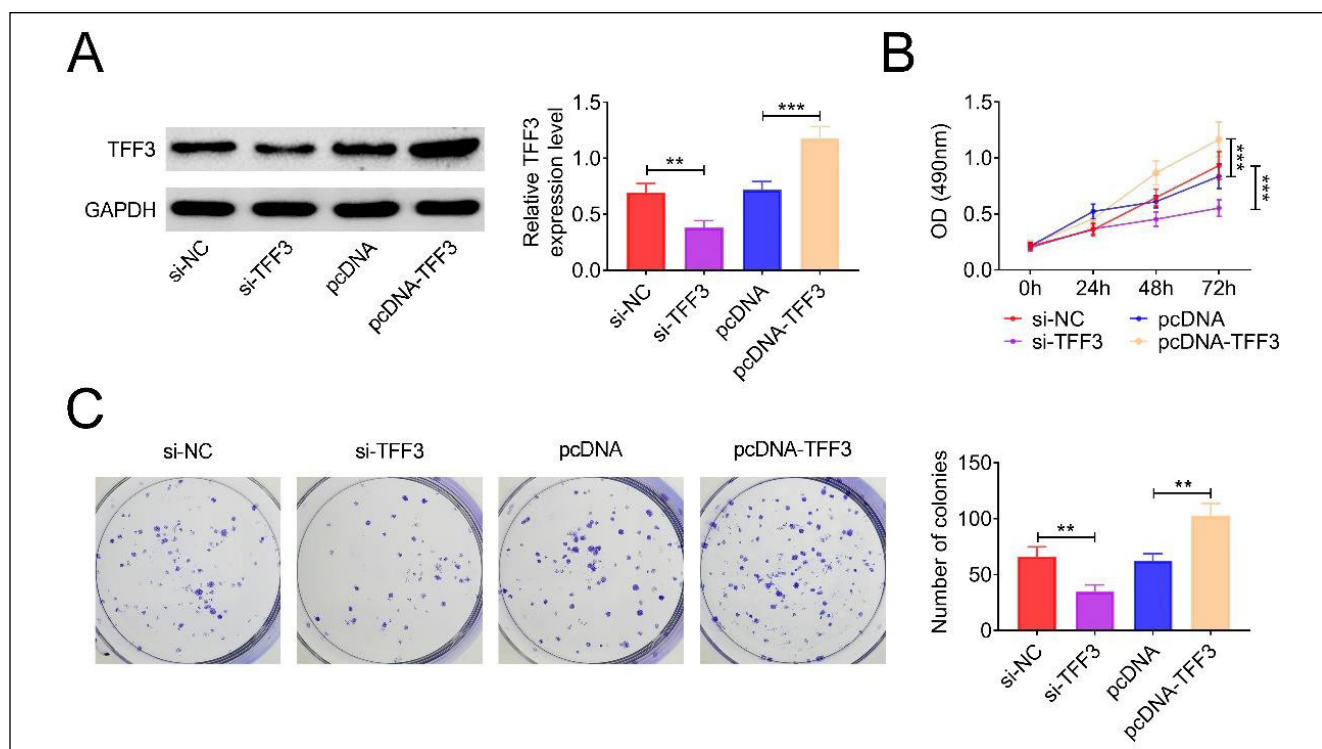 A
TFF3
GAPDH
si-NC
si-TFF3
pcDNA
pcDNA-TFF3
Relative TFF3
expression level
1.5
1.0
0.5
0.0
**
***
si-NC
si-TFF3
pcDNA
pcDNA-TFF3
B
OD (490nm)
1.5
1.0
0.5
0.0
***
***
0h 24h 48h 72h
si-NC pcDNA
si-TFF3 pcDNA-TFF3
C
si-NC si-TFF3 pcDNA pcDNA-TFF3
Number of colonies
150
100
50
0
**
**
si-NC
si-TFF3
pcDNA
pcDNA-TFF3